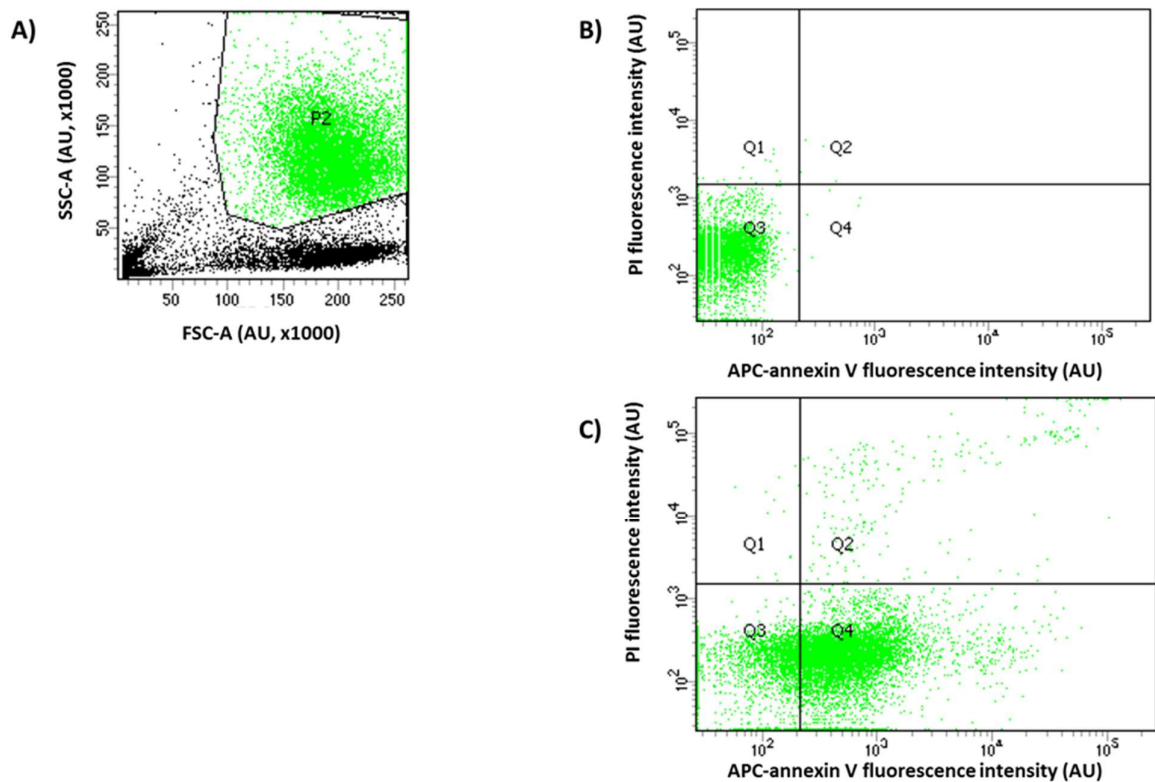 A)
SSC-A (AU, x1000)
250
200
150
100
50
P2
50 100 150 200 250
FSC-A (AU, x1000)
B)
PI fluorescence intensity (AU)
10^5
10^4
10^3
10^2
Q1 Q2
Q3 Q4
10^2 10^3 10^4 10^5
APC-annexin V fluorescence intensity (AU)
C)
PI fluorescence intensity (AU)
10^5
10^4
10^3
10^2
Q1 Q2
Q3 Q4
10^2 10^3 10^4 10^5
APC-annexin V fluorescence intensity (AU)